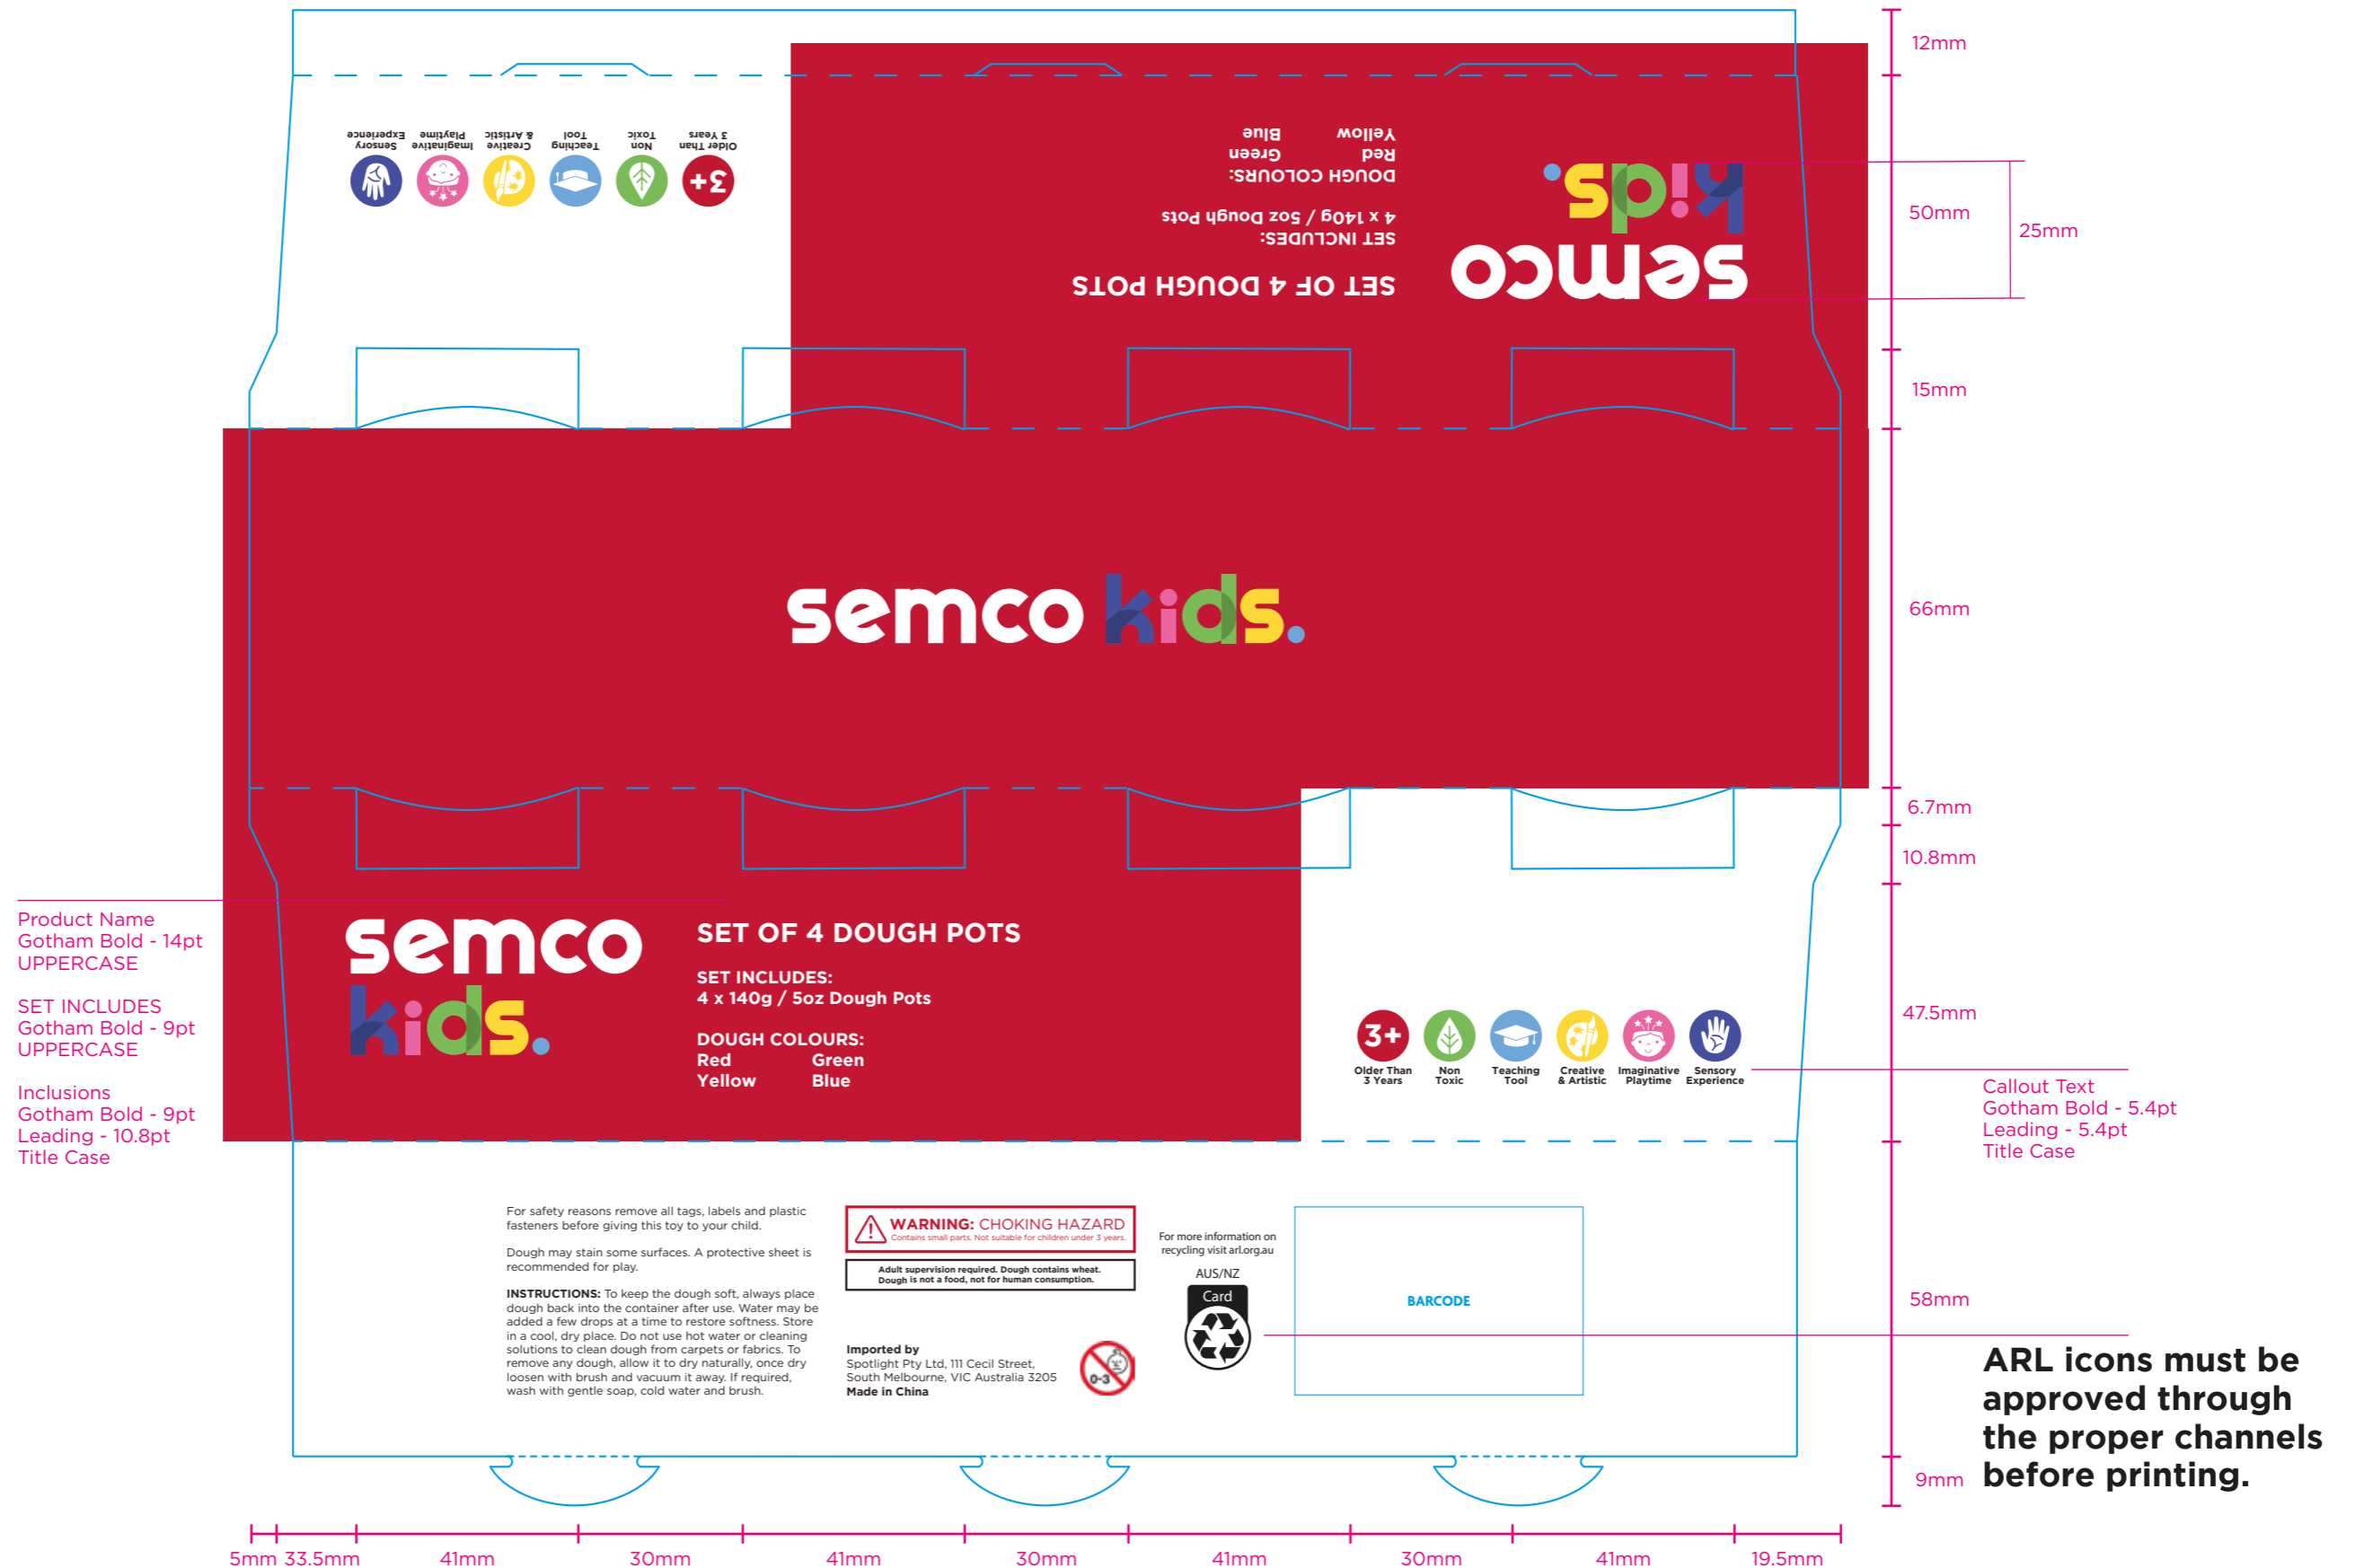 12mm
Older Than
3 Years
Non
Toxic
Teaching
Tool
Creative
& Artistic
Imaginative
Playtime
Sensory
Experience
3+
semco
kids.
SET OF 4 DOUGH POTS
SET INCLUDES:
4 x 140g / 5oz Dough Pots
DOUGH COLOURS:
Red Green
Yellow Blue
50mm
25mm
15mm
semco kids.
66mm
6.7mm
10.8mm
Product Name
Gotham Bold - 14pt
UPPERCASE
SET INCLUDES
Gotham Bold - 9pt
UPPERCASE
Inclusions
Gotham Bold - 9pt
Leading - 10.8pt
Title Case
semco
kids.
SET OF 4 DOUGH POTS
SET INCLUDES:
4 x 140g / 5oz Dough Pots
DOUGH COLOURS:
Red Green
Yellow Blue
3+
Older Than
3 Years
Non
Toxic
Teaching
Tool
Creative
& Artistic
Imaginative
Playtime
Sensory
Experience
47.5mm
Callout Text
Gotham Bold - 5.4pt
Leading - 5.4pt
Title Case
For safety reasons remove all tags, labels and plastic
fasteners before giving this toy to your child.
Dough may stain some surfaces. A protective sheet is
recommended for play.
INSTRUCTIONS: To keep the dough soft, always place
dough back into the container after use. Water may be
added a few drops at a time to restore softness. Store
in a cool, dry place. Do not use hot water or cleaning
solutions to clean dough from carpets or fabrics. To
remove any dough, allow it to dry naturally, once dry
loosen with brush and vacuum it away. If required,
wash with gentle soap, cold water and brush.
WARNING: CHOKING HAZARD
Contains small parts. Not suitable for children under 3 years.
Adult supervision required. Dough contains wheat.
Dough is not a food, not for human consumption.
Imported by
Spotlight Pty Ltd, 111 Cecil Street,
South Melbourne, VIC Australia 3205
Made in China
0-3
For more information on
recycling visit arl.org.au
AUS/NZ
Card
BARCODE
58mm
ARL icons must be
approved through
the proper channels
before printing.
9mm
5mm 33.5mm 41mm 30mm 41mm 30mm 41mm 30mm 41mm 19.5mm